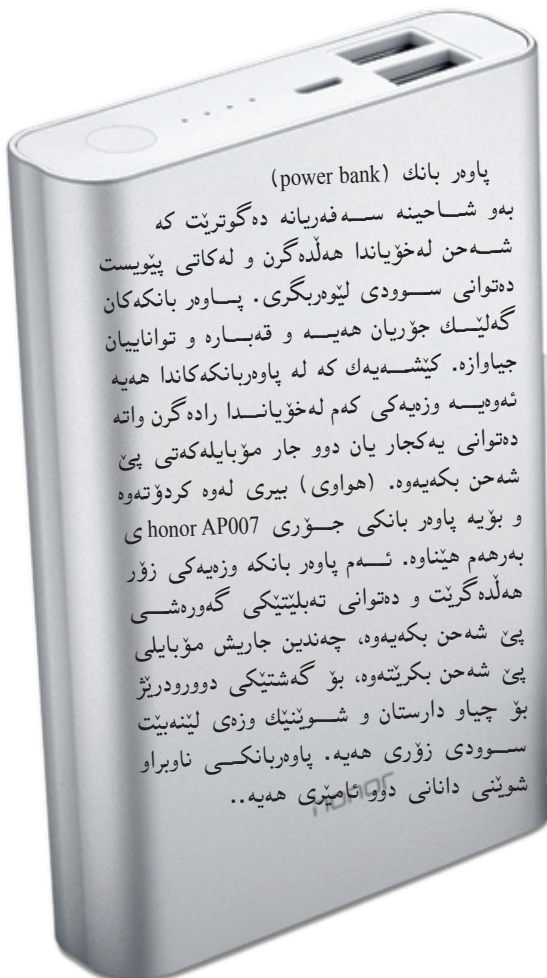 پاوەر بانك (power bank)
بەو شاحینە سەفەریانە دەگوترێت کە
شەحن لەخۆیاندا هەڵدەگرن و لەکاتی پێویست
دەتوانی سوودی لێوەربگری. پاوەر بانکەکان
گەلێك جۆریان هەیە و قەبارە و تواناییان
جیاوازە. کێشەیەك کە لە پاوەربانکەکاندا هەیە
ئەوەیە وزەیەکی کەم لەخۆیاندا رادەگرن واتە
دەتوانی یەکجار یان دوو جار مۆبایلەکەتی پێ
شەحن بکەیەوە. (هواوی) بیری لەوە کردۆتەوە
و بۆیە پاوەر بانکی جۆری honor AP007 ی
بەرهەم هێناوە. ئەم پاوەر بانکە وزەیەکی زۆر
هەڵدەگرێت و دەتوانی تەبلێتێکی گەورەشی
پێ شەحن بکەیەوە، چەندین جاریش مۆبایلی
پێ شەحن بکرێتەوە، بۆ گەشتێکی دوورودرێژ
بۆ چیاو دارستان و شوێنێك وزەی لێنەبێت
سوودی زۆری هەیە. پاوەربانکی ناوبراو
شوێنی دانانی دوو ئامێری هەیە..
honor